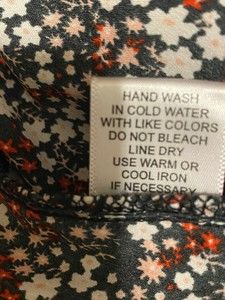 HAND WASH
IN COLD WATER
WITH LIKE COLORS
DO NOT BLEACH
LINE DRY
USE WARM OR
COOL IRON
IF NECESSARY